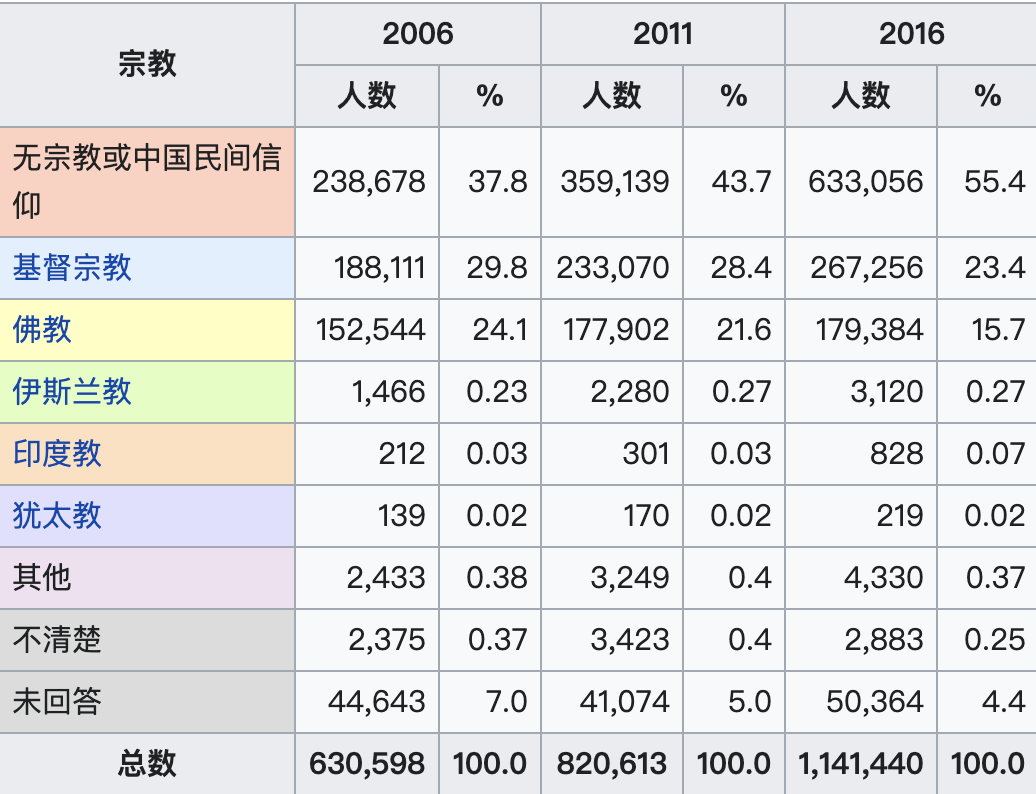 宗教 2006 2011 2016
人数 % 人数 % 人数 %
无宗教或中国民间信
仰 238,678 37.8 359,139 43.7 633,056 55.4
基督宗教 188,111 29.8 233,070 28.4 267,256 23.4
佛教 152,544 24.1 177,902 21.6 179,384 15.7
伊斯兰教 1,466 0.23 2,280 0.27 3,120 0.27
印度教 212 0.03 301 0.03 828 0.07
犹太教 139 0.02 170 0.02 219 0.02
其他 2,433 0.38 3,249 0.4 4,330 0.37
不清楚 2,375 0.37 3,423 0.4 2,883 0.25
未回答 44,643 7.0 41,074 5.0 50,364 4.4
总数 630,598 100.0 820,613 100.0 1,141,440 100.0